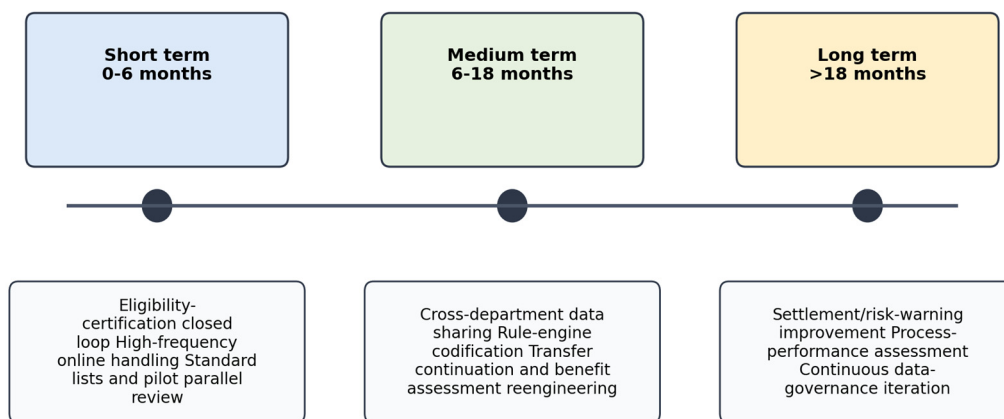 Short term
0-6 months
Medium term
6-18 months
Long term
>18 months
Eligibility-
certification closed
loop High-frequency
online handling Standard
lists and pilot parallel
review
Cross-department data
sharing Rule-engine
codification Transfer
continuation and benefit
assessment reengineering
Settlement/risk-warning
improvement Process-
performance assessment
Continuous data-
governance iteration